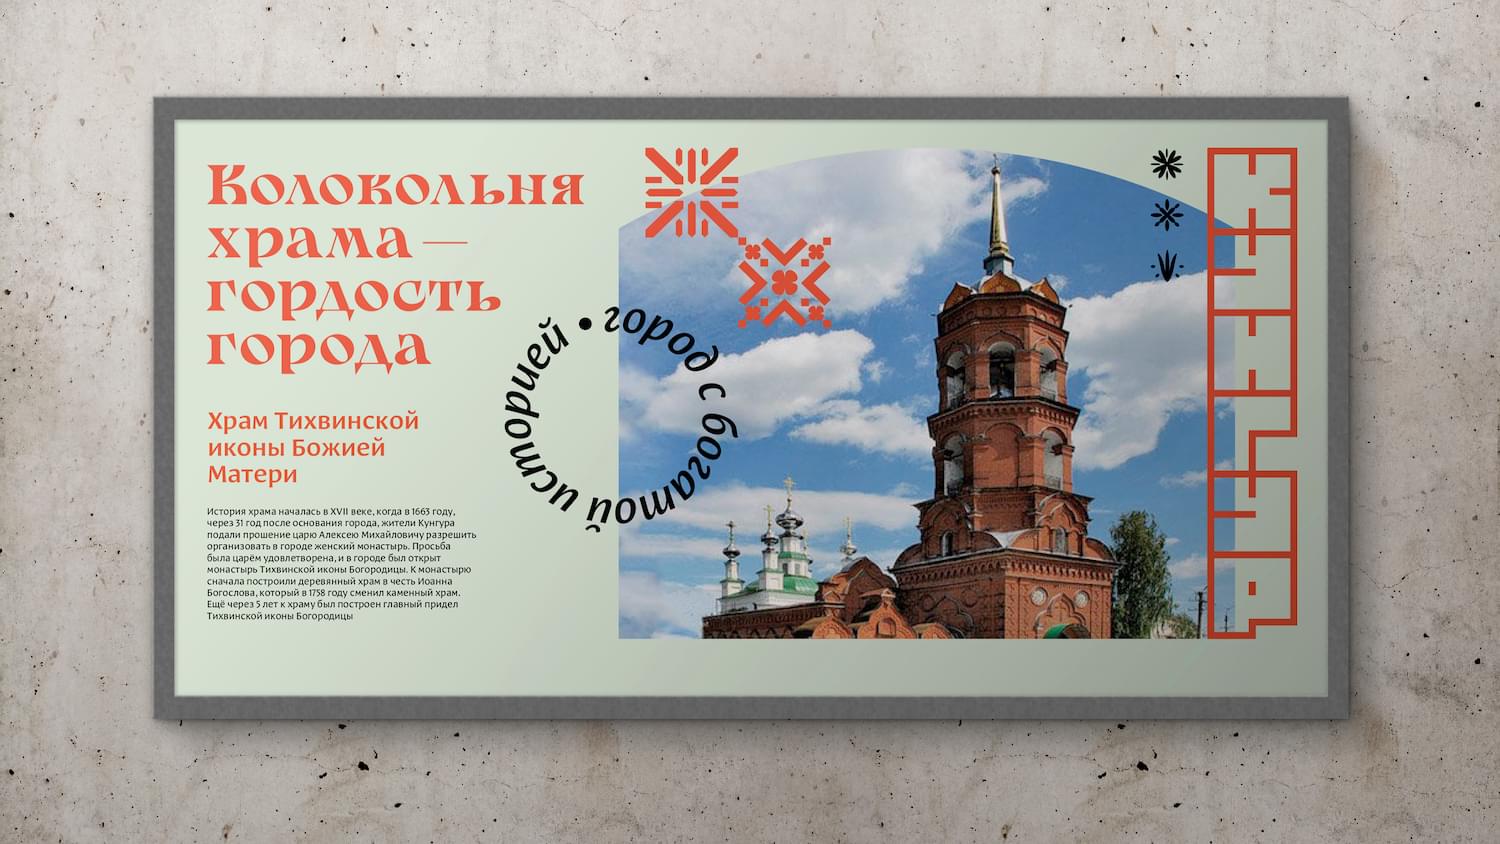 Колокольня
храма —
гордость
города
Храм Тихвинской
иконы Божией
Матери
История храма началась в XVII веке, когда в 1663 году,
через 31 год после основания города, жители Кунгура
подали прошение царю Алексею Михайловичу разрешить
организовать в городе женский монастырь. Просьба
была царём удовлетворена, и в городе был открыт
монастырь Тихвинской иконы Богородицы. К монастырю
сначала построили деревянный храм в честь Иоанна
Богослова, который в 1758 году сменил каменный храм.
Ещё через 5 лет к храму был построен главный придел
Тихвинской иконы Богородицы
• город с богатой историей